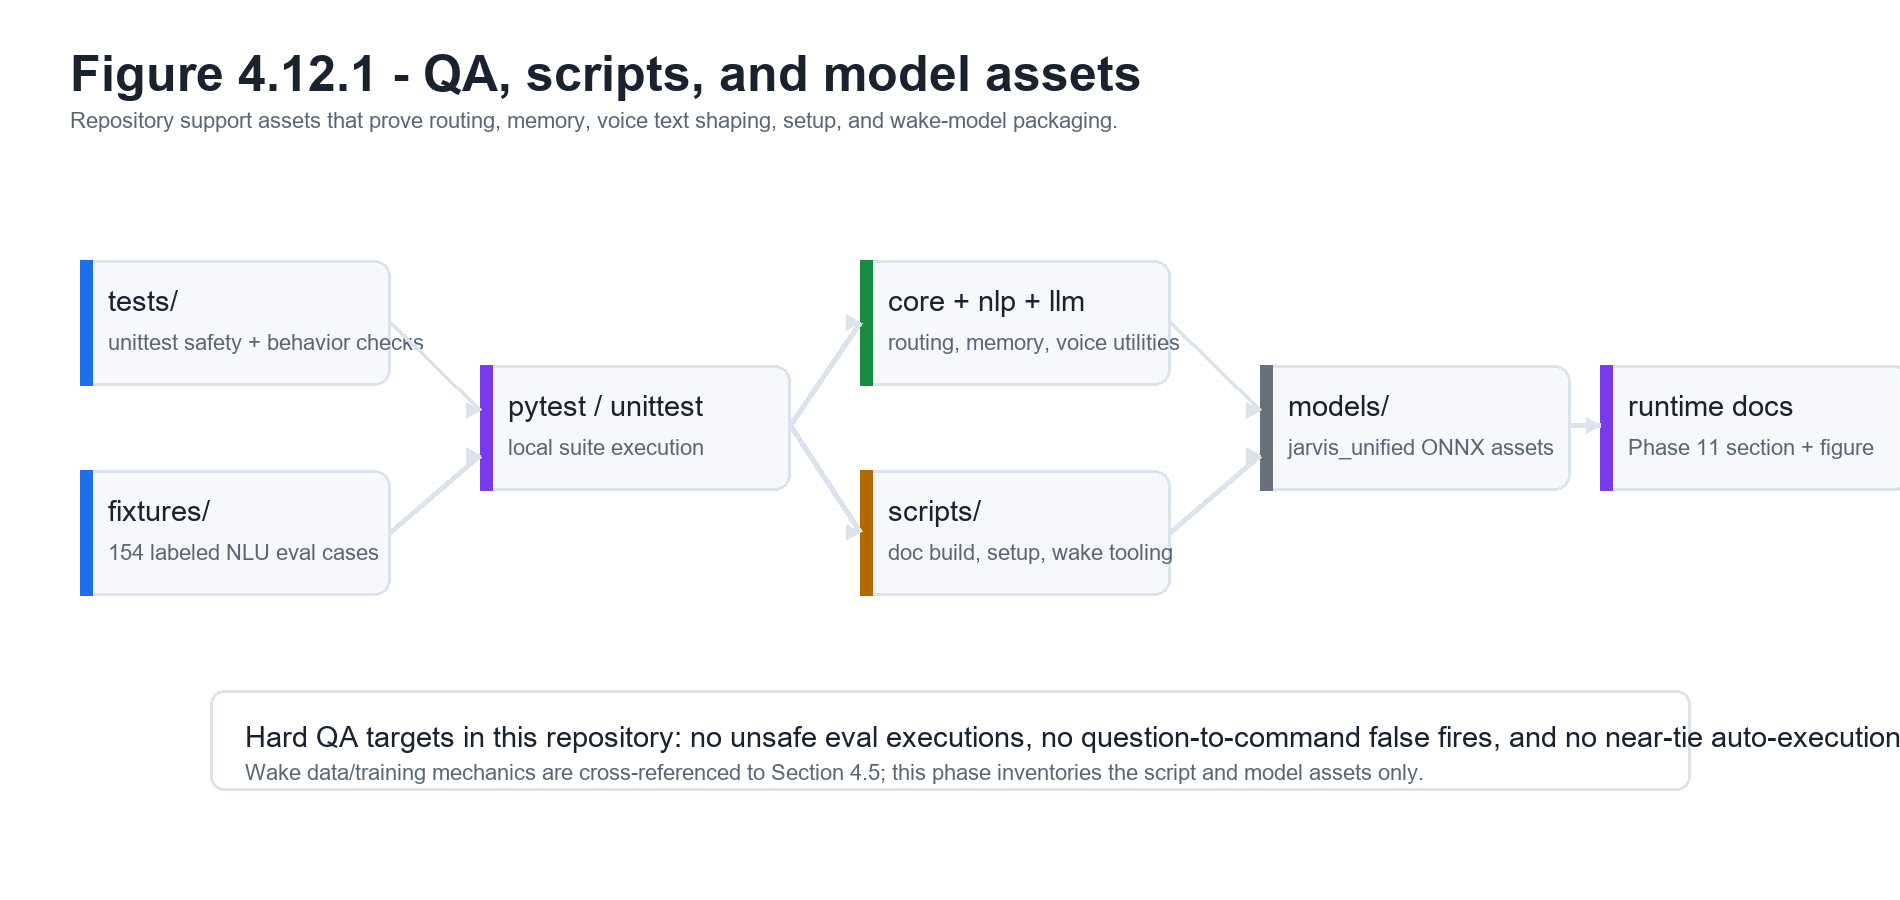 Figure 4.12.1 - QA, scripts, and model assets
Repository support assets that prove routing, memory, voice text shaping, setup, and wake-model packaging.
tests/
unittest safety + behavior checks
fixtures/
154 labeled NLU eval cases
pytest / unittest
local suite execution
core + nlp + llm
routing, memory, voice utilities
scripts/
doc build, setup, wake tooling
models/
jarvis_unified ONNX assets
runtime docs
Phase 11 section + figure
Hard QA targets in this repository: no unsafe eval executions, no question-to-command false fires, and no near-tie auto-execution
Wake data/training mechanics are cross-referenced to Section 4.5; this phase inventories the script and model assets only.